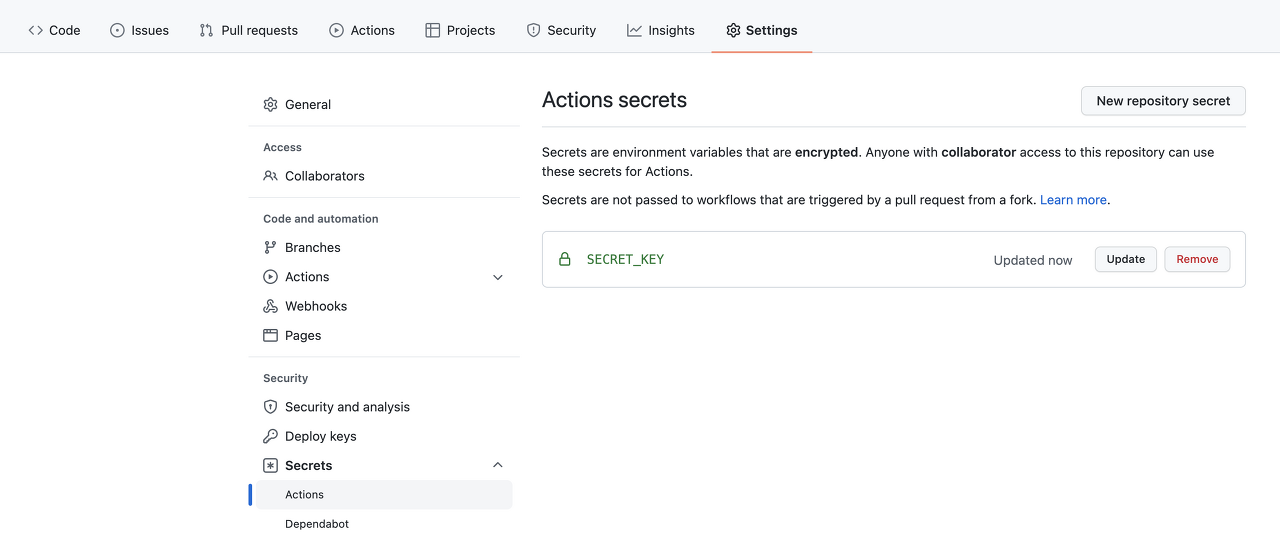 Code Issues Pull requests Actions Projects Security Insights Settings
General
Access
Collaborators
Code and automation
Branches
Actions
Webhooks
Pages
Security
Security and analysis
Deploy keys
Secrets
Actions
Dependabot
Actions secrets New repository secret
Secrets are environment variables that are encrypted. Anyone with collaborator access to this repository can use
these secrets for Actions.
Secrets are not passed to workflows that are triggered by a pull request from a fork. Learn more.
SECRET_KEY Updated now Update Remove